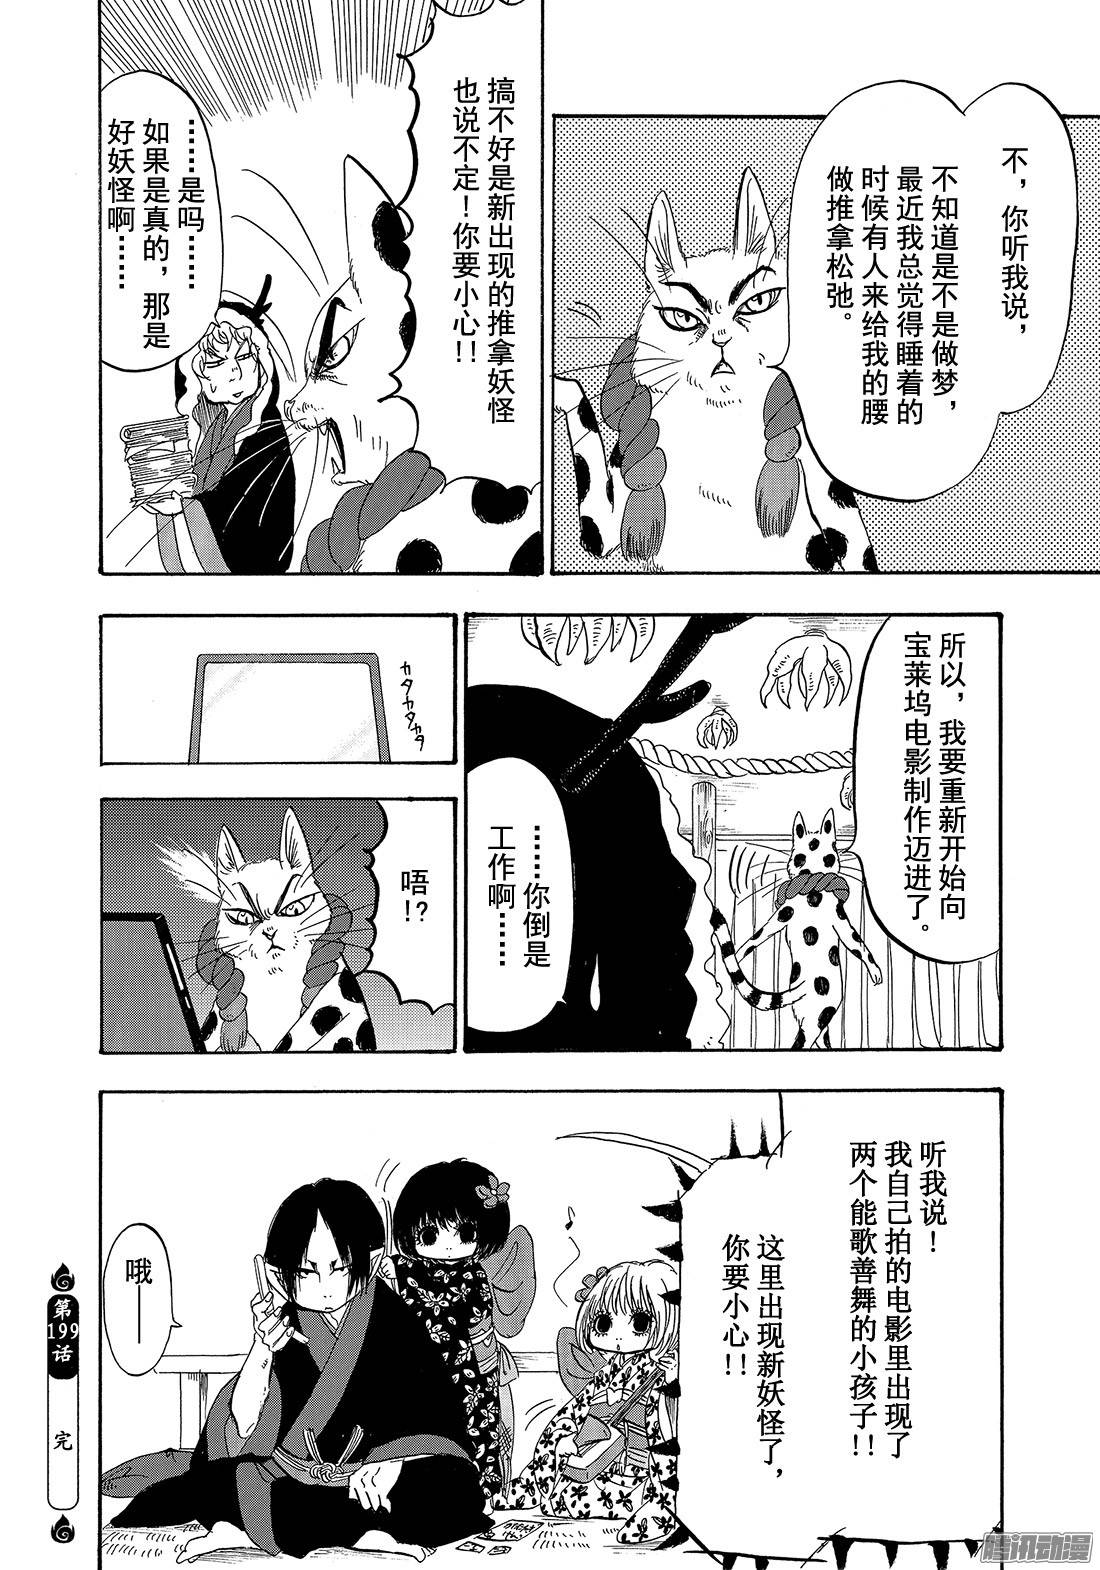 不，你听我说，
不知道是不是做梦，
最近我总觉得睡着的
时候有人来给我的腰
做推拿松弛。
搞不好是新出现的推拿妖怪
也说不定！你要小心!!
……是吗……
如果是真的，那是
好妖怪啊……
所以，我要重新开始向
宝莱坞电影制作迈进了。
……你倒是
工作啊……
カタカタカタ
唔!?
听我说！
我自己拍的电影里出现了
两个能歌善舞的小孩子!!
这里出现新妖怪了，
你要小心!!
哦——
第199话
完
腾讯动漫